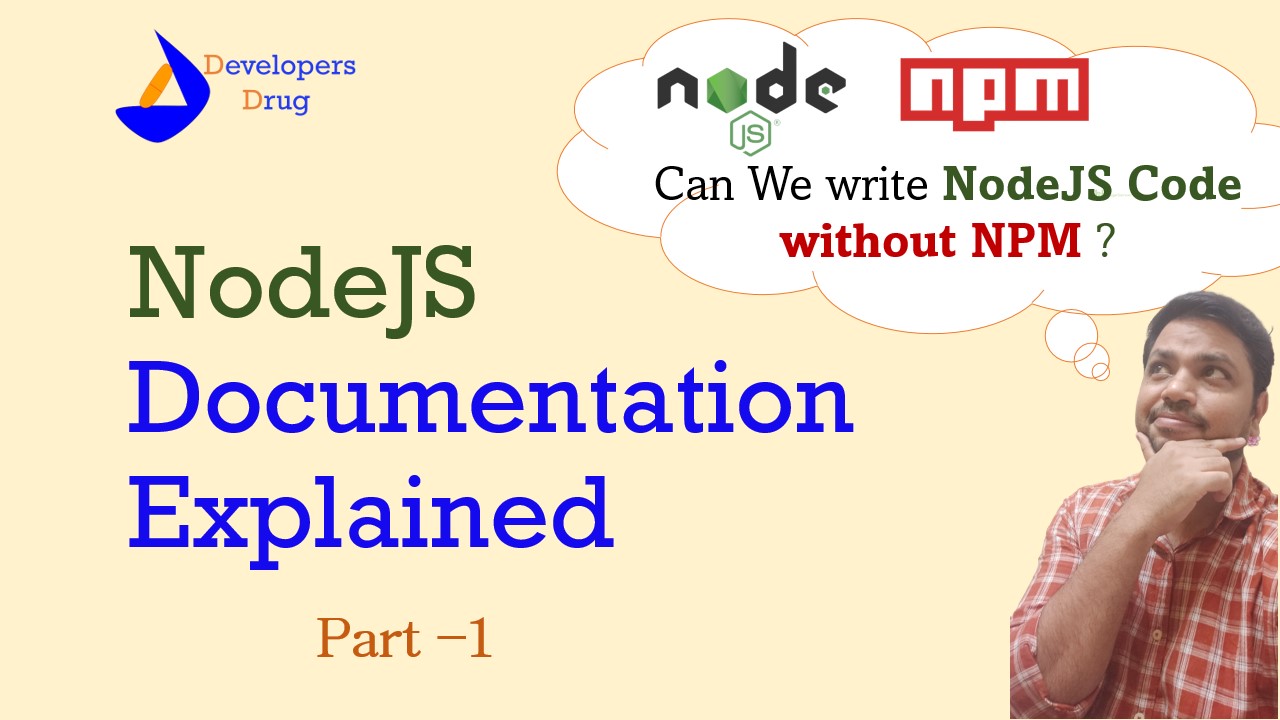 Developers
Drug
node
JS
npm
Can We write NodeJS Code
without NPM ?
NodeJS
Documentation
Explained
Part –1